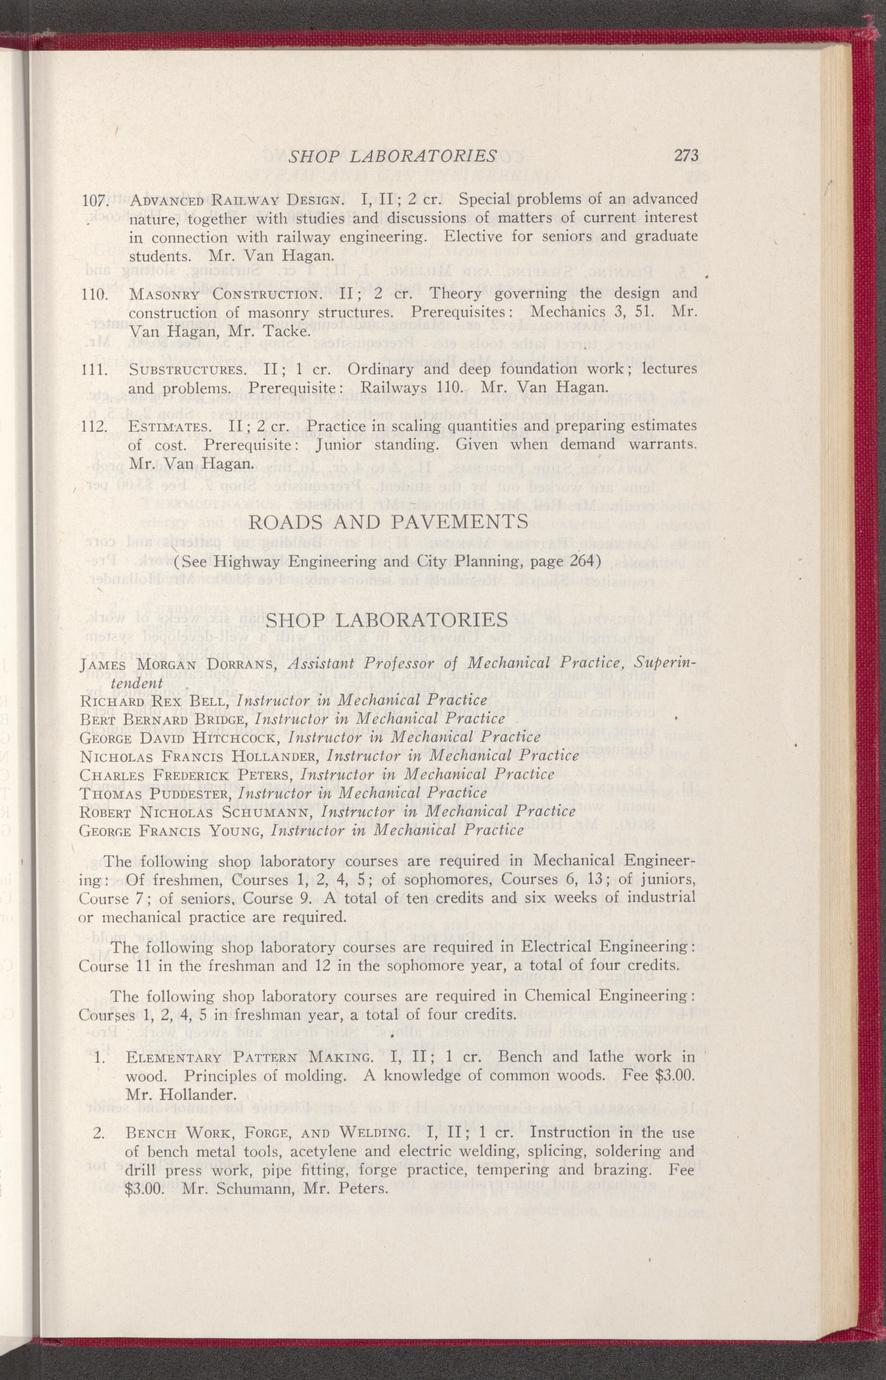 SHOP LABORATORIES 273
107. ADVANCED RAILWAY DESIGN. I, II; 2 cr. Special problems of an advanced
nature, together with studies and discussions of matters of current interest
in connection with railway engineering. Elective for seniors and graduate
students. Mr. Van Hagan.
110. MASONRY CONSTRUCTION. II; 2 cr. Theory governing the design and
construction of masonry structures. Prerequisites: Mechanics 3, 51. Mr.
Van Hagan, Mr. Tacke.
111. SUBSTRUCTURES. II; 1 cr. Ordinary and deep foundation work; lectures
and problems. Prerequisite: Railways 110. Mr. Van Hagan.
112. ESTIMATES. II; 2 cr. Practice in scaling quantities and preparing estimates
of cost. Prerequisite: Junior standing. Given when demand warrants.
Mr. Van Hagan.
ROADS AND PAVEMENTS
(See Highway Engineering and City Planning, page 264)
SHOP LABORATORIES
JAMES MORGAN DORRANS, Assistant Professor of Mechanical Practice, Superin-
tendent
RICHARD REX BELL, Instructor in Mechanical Practice
BERT BERNARD BRIDGE, Instructor in Mechanical Practice
GEORGE DAVID HITCHCOCK, Instructor in Mechanical Practice
NICHOLAS FRANCIS HOLLANDER, Instructor in Mechanical Practice
CHARLES FREDERICK PETERS, Instructor in Mechanical Practice
THOMAS PUDDESTER, Instructor in Mechanical Practice
ROBERT NICHOLAS SCHUMANN, Instructor in Mechanical Practice
GEORGE FRANCIS YOUNG, Instructor in Mechanical Practice
The following shop laboratory courses are required in Mechanical Engineer-
ing: Of freshmen, Courses 1, 2, 4, 5; of sophomores, Courses 6, 13; of juniors,
Course 7; of seniors, Course 9. A total of ten credits and six weeks of industrial
or mechanical practice are required.
The following shop laboratory courses are required in Electrical Engineering:
Course 11 in the freshman and 12 in the sophomore year, a total of four credits.
The following shop laboratory courses are required in Chemical Engineering:
Courses 1, 2, 4, 5 in freshman year, a total of four credits.
1. ELEMENTARY PATTERN MAKING. I, II; 1 cr. Bench and lathe work in
wood. Principles of molding. A knowledge of common woods. Fee $3.00.
Mr. Hollander.
2. BENCH WORK, FORGE, AND WELDING. I, II; 1 cr. Instruction in the use
of bench metal tools, acetylene and electric welding, splicing, soldering and
drill press work, pipe fitting, forge practice, tempering and brazing. Fee
$3.00. Mr. Schumann, Mr. Peters.